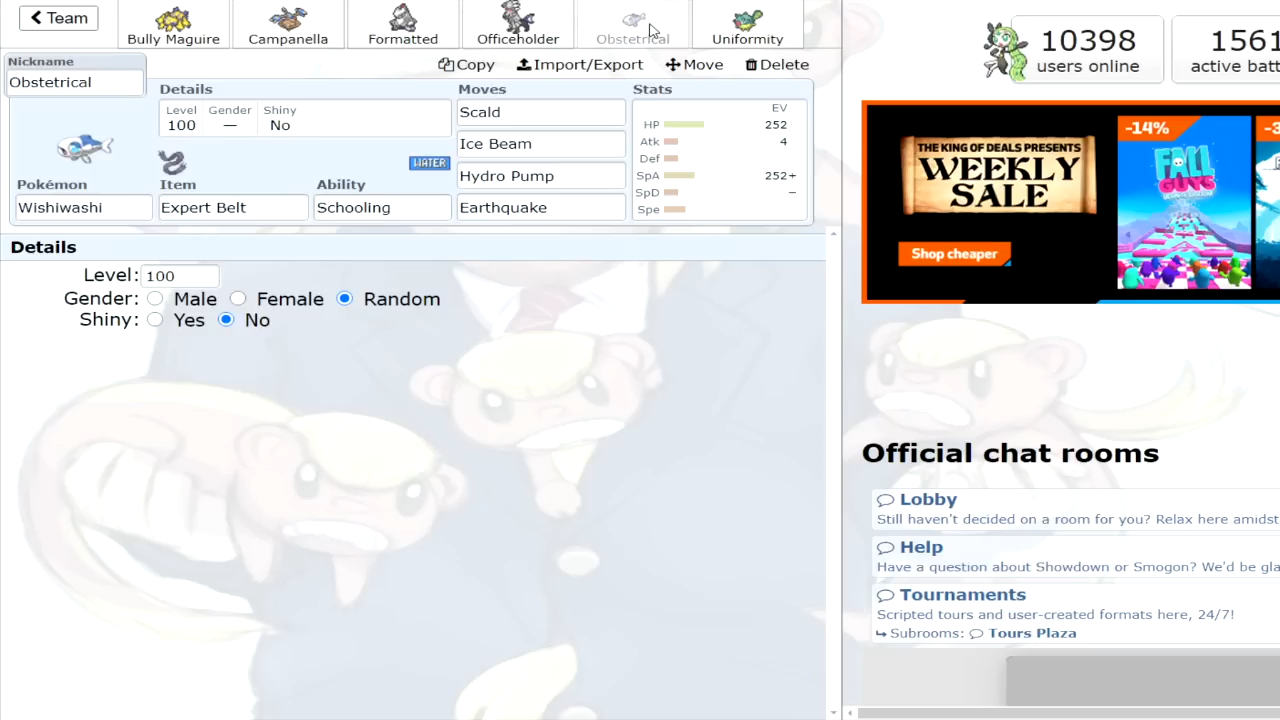 Team
Bully Maguire
Campanella
Formatted
Officeholder
Obstetrical
Uniformity
Copy
Import/Export
Move
Delete
Nickname
Obstetrical
Details
Level
Gender
Shiny
100
—
No
WATER
Pokémon
Item
Ability
Wishiwashi
Expert Belt
Schooling
Moves
Scald
Ice Beam
Hydro Pump
Earthquake
Stats
EV
HP 252
Atk 4
Def
SpA 252+
SpD −
Spe
Details
Level: 100
Gender: Male Female Random
Shiny: Yes No
10398
users online
1561
active batt
THE KING OF DEALS PRESENTS
WEEKLY
SALE
Shop cheaper
-14%
FALL
GUYS
-3
Official chat rooms
Lobby
Still haven't decided on a room for you? Relax here amidst
Help
Have a question about Showdown or Smogon? We'd be gla
Tournaments
Scripted tours and user-created formats here, 24/7!
Subrooms: Tours Plaza